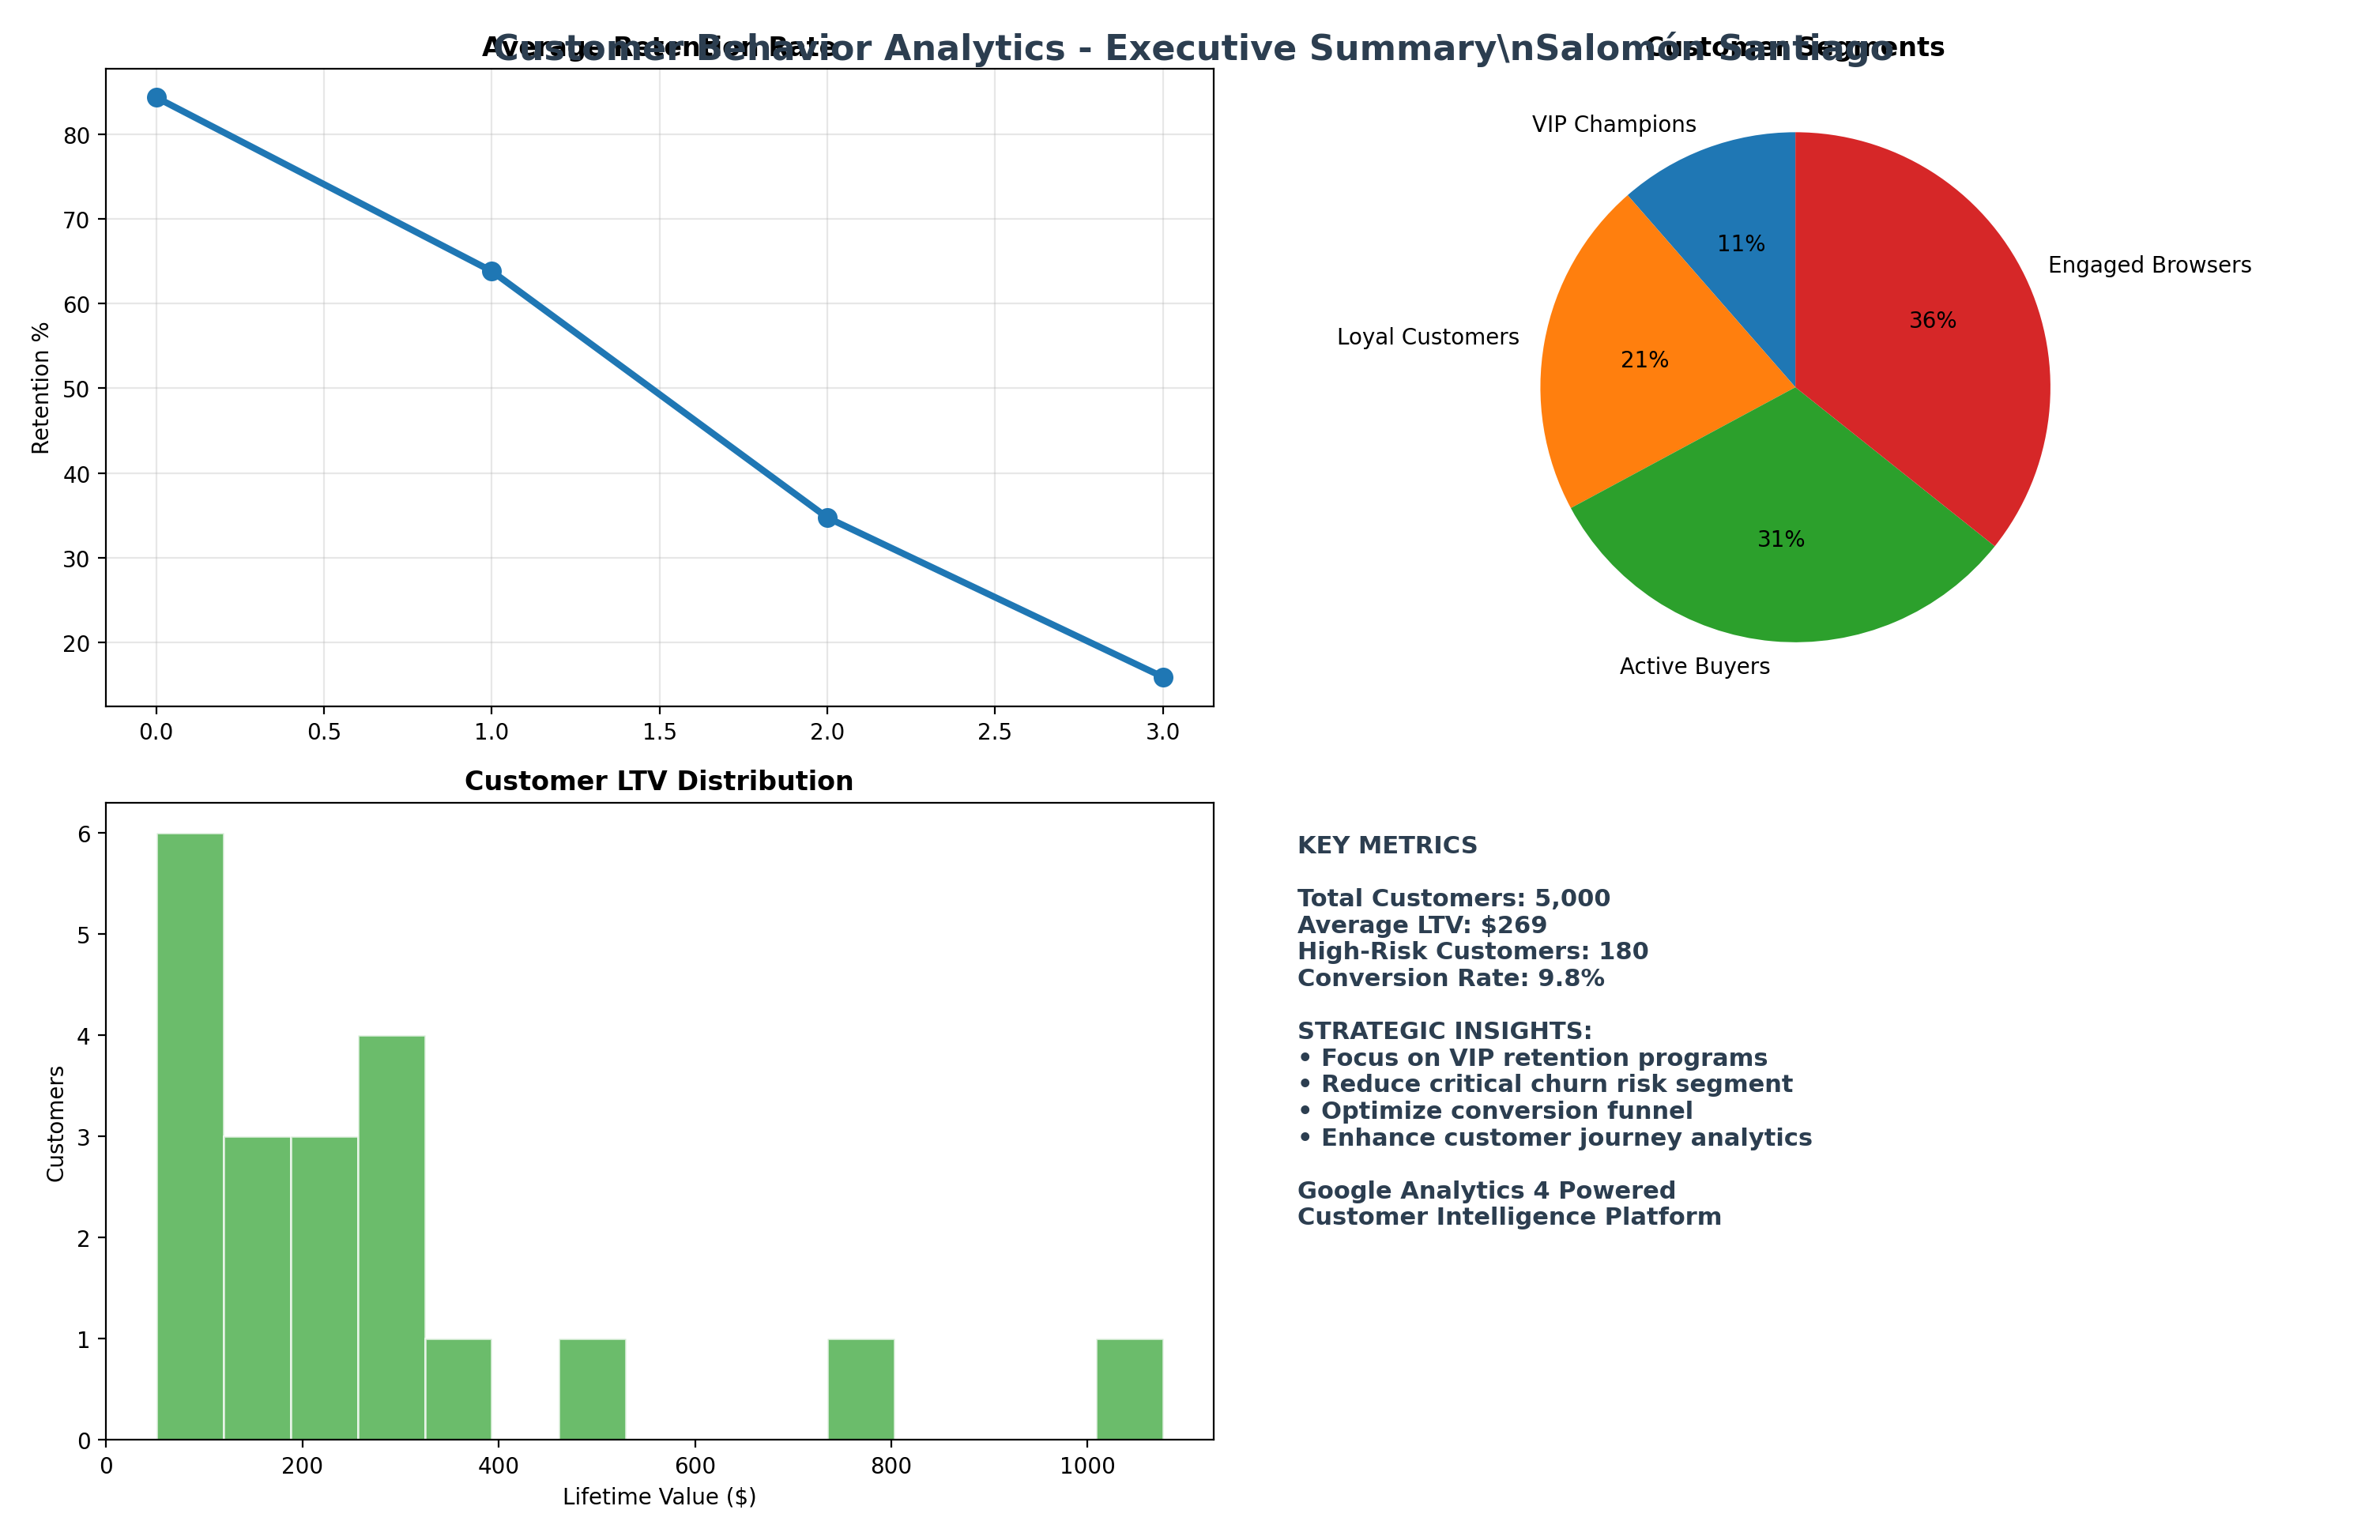 Customer Behavior Analytics - Executive Summary\nSalomón Santiago
Average Retention Rate
Retention %
80
70
60
50
40
30
20
0.0 0.5 1.0 1.5 2.0 2.5 3.0
Customer Segments
VIP Champions
11%
Engaged Browsers
36%
Loyal Customers
21%
31%
Active Buyers
Customer LTV Distribution
Customers
6
5
4
3
2
1
0
0 200 400 600 800 1000
Lifetime Value ($)
KEY METRICS
Total Customers: 5,000
Average LTV: $269
High-Risk Customers: 180
Conversion Rate: 9.8%
STRATEGIC INSIGHTS:
• Focus on VIP retention programs
• Reduce critical churn risk segment
• Optimize conversion funnel
• Enhance customer journey analytics
Google Analytics 4 Powered
Customer Intelligence Platform